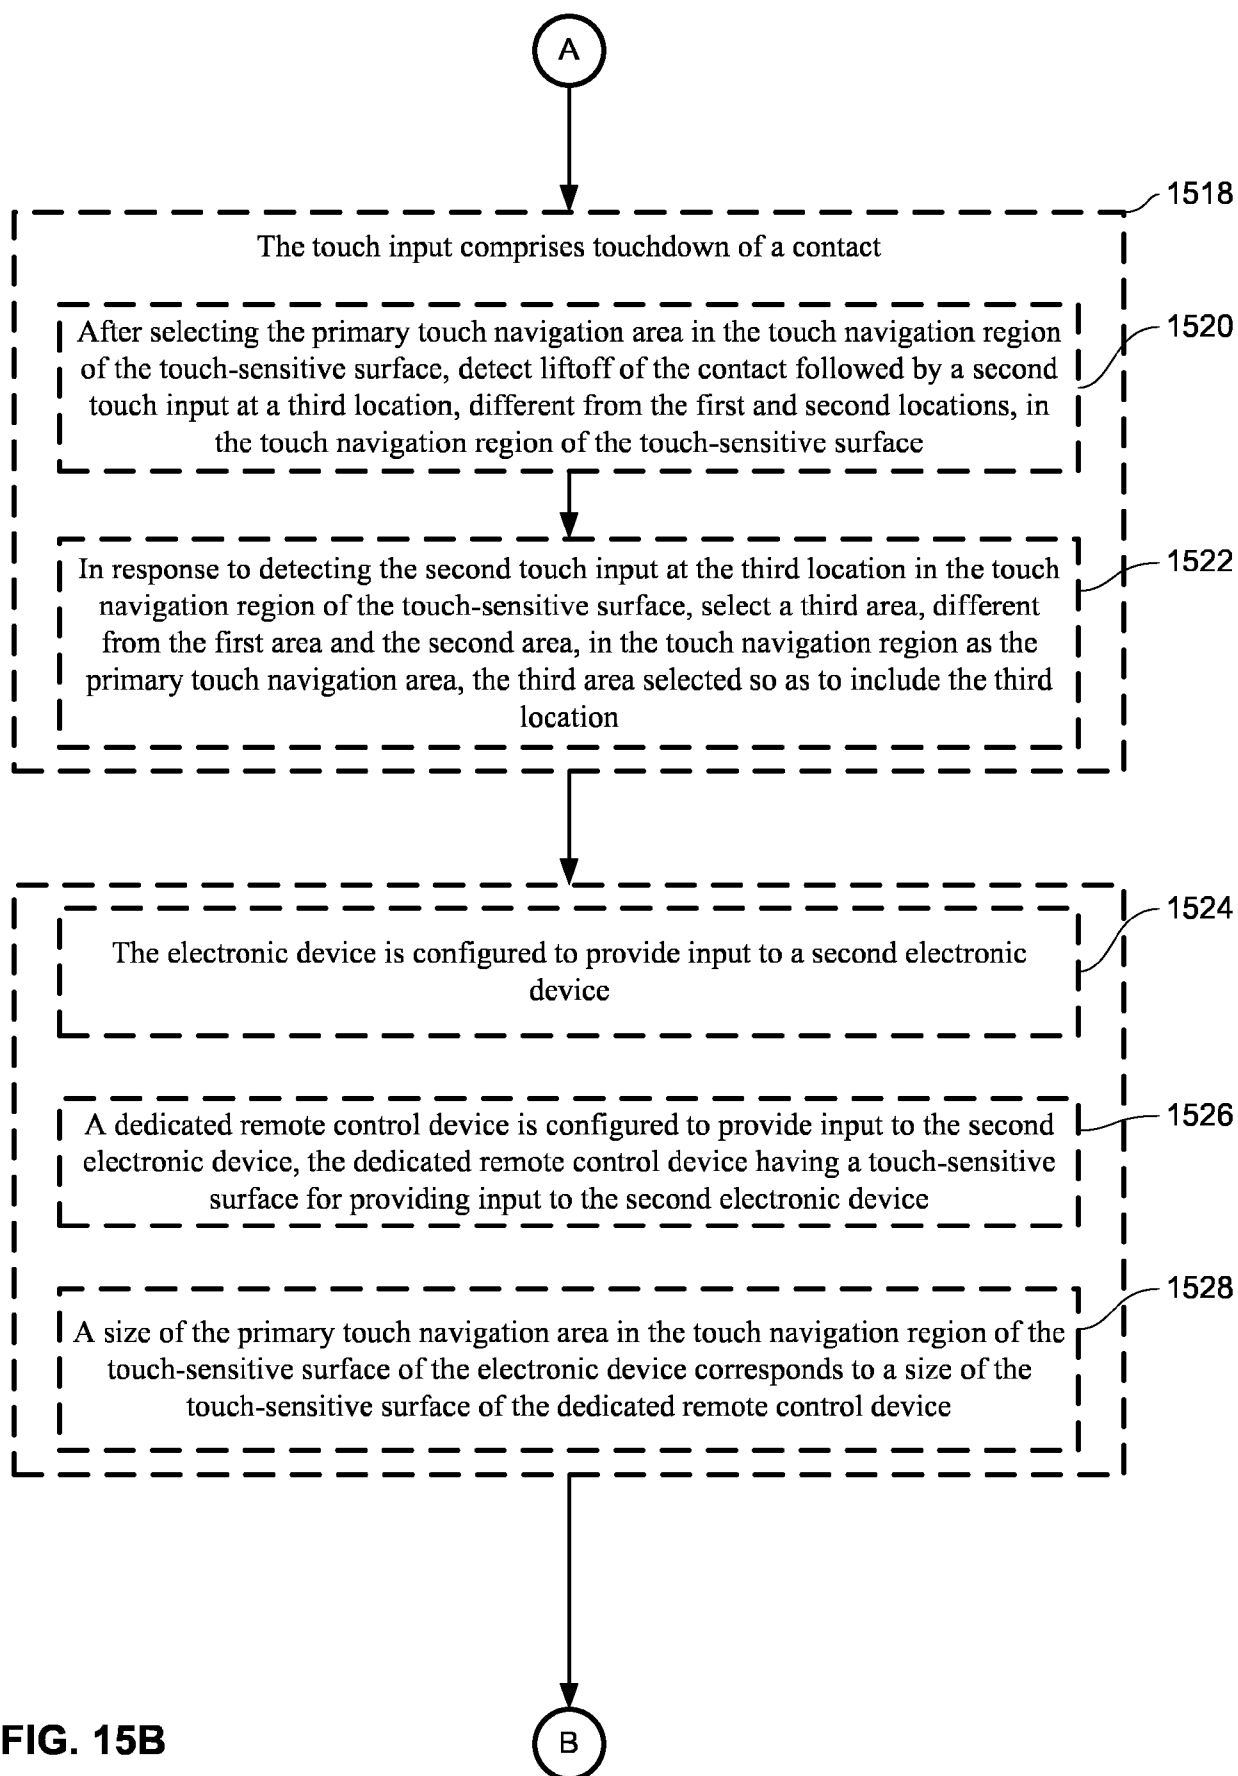 A
1518
The touch input comprises touchdown of a contact
After selecting the primary touch navigation area in the touch navigation region
1520
of the touch-sensitive surface, detect liftoff of the contact followed by a second
touch input at a third location, different from the first and second locations, in
the touch navigation region of the touch-sensitive surface
In response to detecting the second touch input at the third location in the touch
1522
navigation region of the touch-sensitive surface, select a third area, different
from the first area and the second area, in the touch navigation region as the
primary touch navigation area, the third area selected so as to include the third
location
1524
The electronic device is configured to provide input to a second electronic
device
A dedicated remote control device is configured to provide input to the second
1526
electronic device, the dedicated remote control device having a touch-sensitive
surface for providing input to the second electronic device
1528
A size of the primary touch navigation area in the touch navigation region of the
touch-sensitive surface of the electronic device corresponds to a size of the
touch-sensitive surface of the dedicated remote control device
FIG. 15B
B